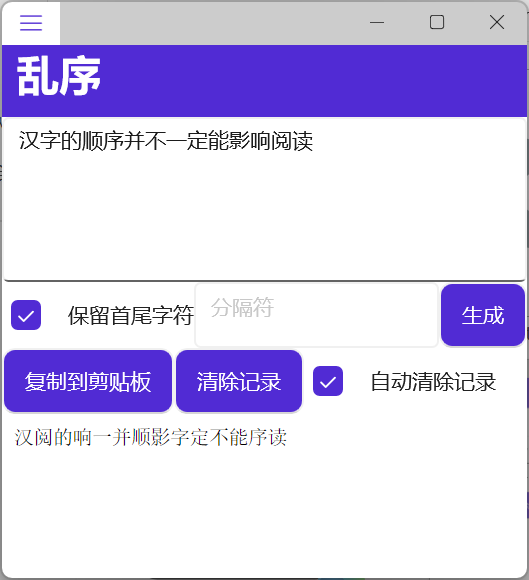 乱序
汉字的顺序并不一定能影响阅读
保留首尾字符 分隔符 生成
复制到剪贴板 清除记录 自动清除记录
汉阅的响一并顺影字定不能序读